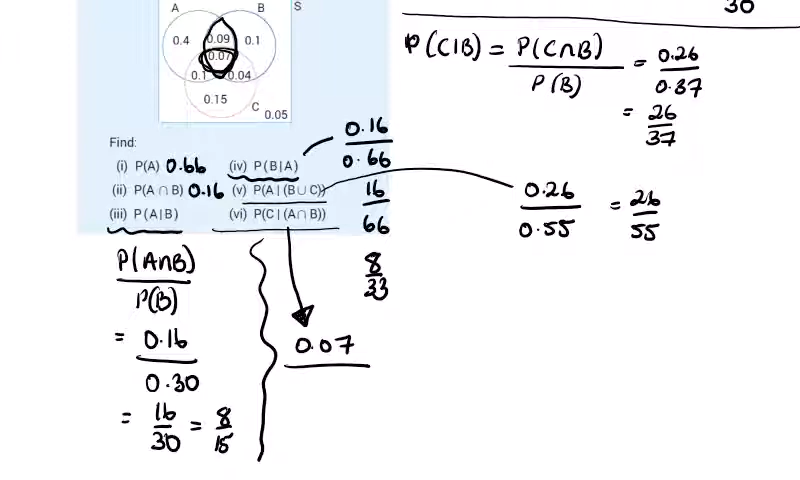 A B S
0.4 0.09 0.1
0.07
0.1 0.04
0.15 C
0.05
Find:
(i) P(A) 0.66 (iv) P(B|A)
(ii) P(A ∩ B) 0.16 (v) P(A|(B ∪ C))
(iii) P(A|B) (vi) P(C|(A ∩ B))
0.16
0.66
16
66
8
33
P(A∩B)
P(B)
= 0.16
0.30
= 16/30 = 8/15
0.07
30
P(C|B) = P(C∩B)/P(B) = 0.26/0.37
= 26/37
0.26/0.55 = 26/55